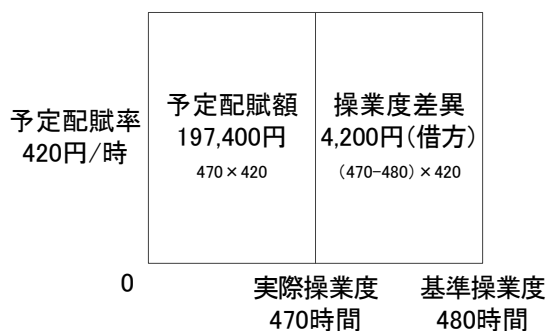 予定配賦率
420円/時
予定配賦額
197,400円
470×420
操業度差異
4,200円(借方)
(470-480)×420
0
実際操業度
470時間
基準操業度
480時間